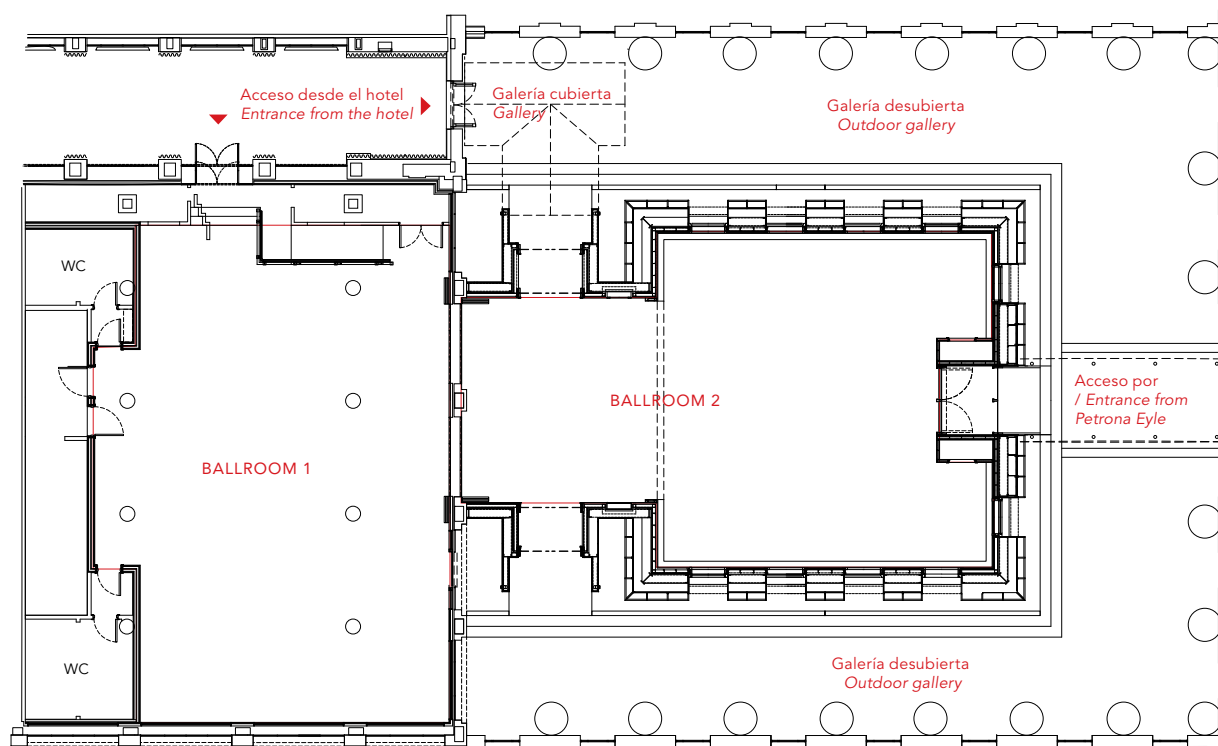 Acceso desde el hotel
Entrance from the hotel
Galería cubierta
Gallery
Galería desubierta
Outdoor gallery
WC
BALLROOM 1
BALLROOM 2
Acceso por
/ Entrance from
Petrona Eyle
WC
Galería desubierta
Outdoor gallery